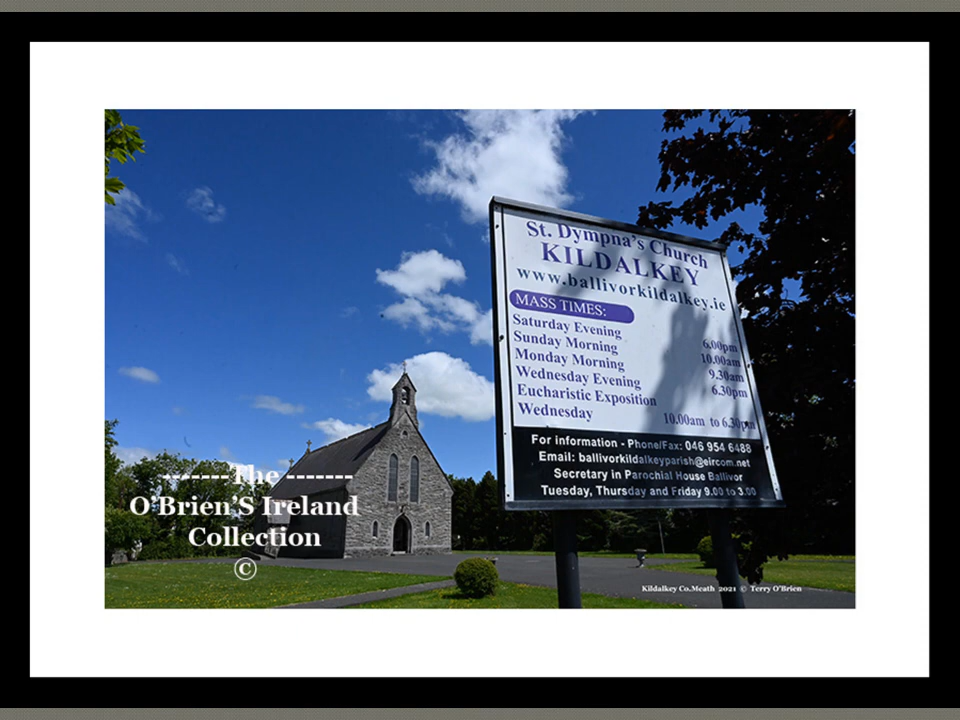 St. Dympna's Church
KILDALKEY
www.ballivorkildalkey.ie
MASS TIMES:
Saturday Evening 6.00pm
Sunday Morning 10.00am
Monday Morning 9.30am
Wednesday Evening 6.30pm
Eucharistic Exposition
Wednesday 10.00am to 6.30pm
For information - Phone/Fax: 046 954 6488
Email: ballivorkildalkeyparish@eircom.net
Secretary in Parochial House Ballivor
Tuesday, Thursday and Friday 9.00 to 3.00
-------The -------
O'Brien'S Ireland
Collection
©
Kildalkey Co.Meath 2021 © Terry O'Brien